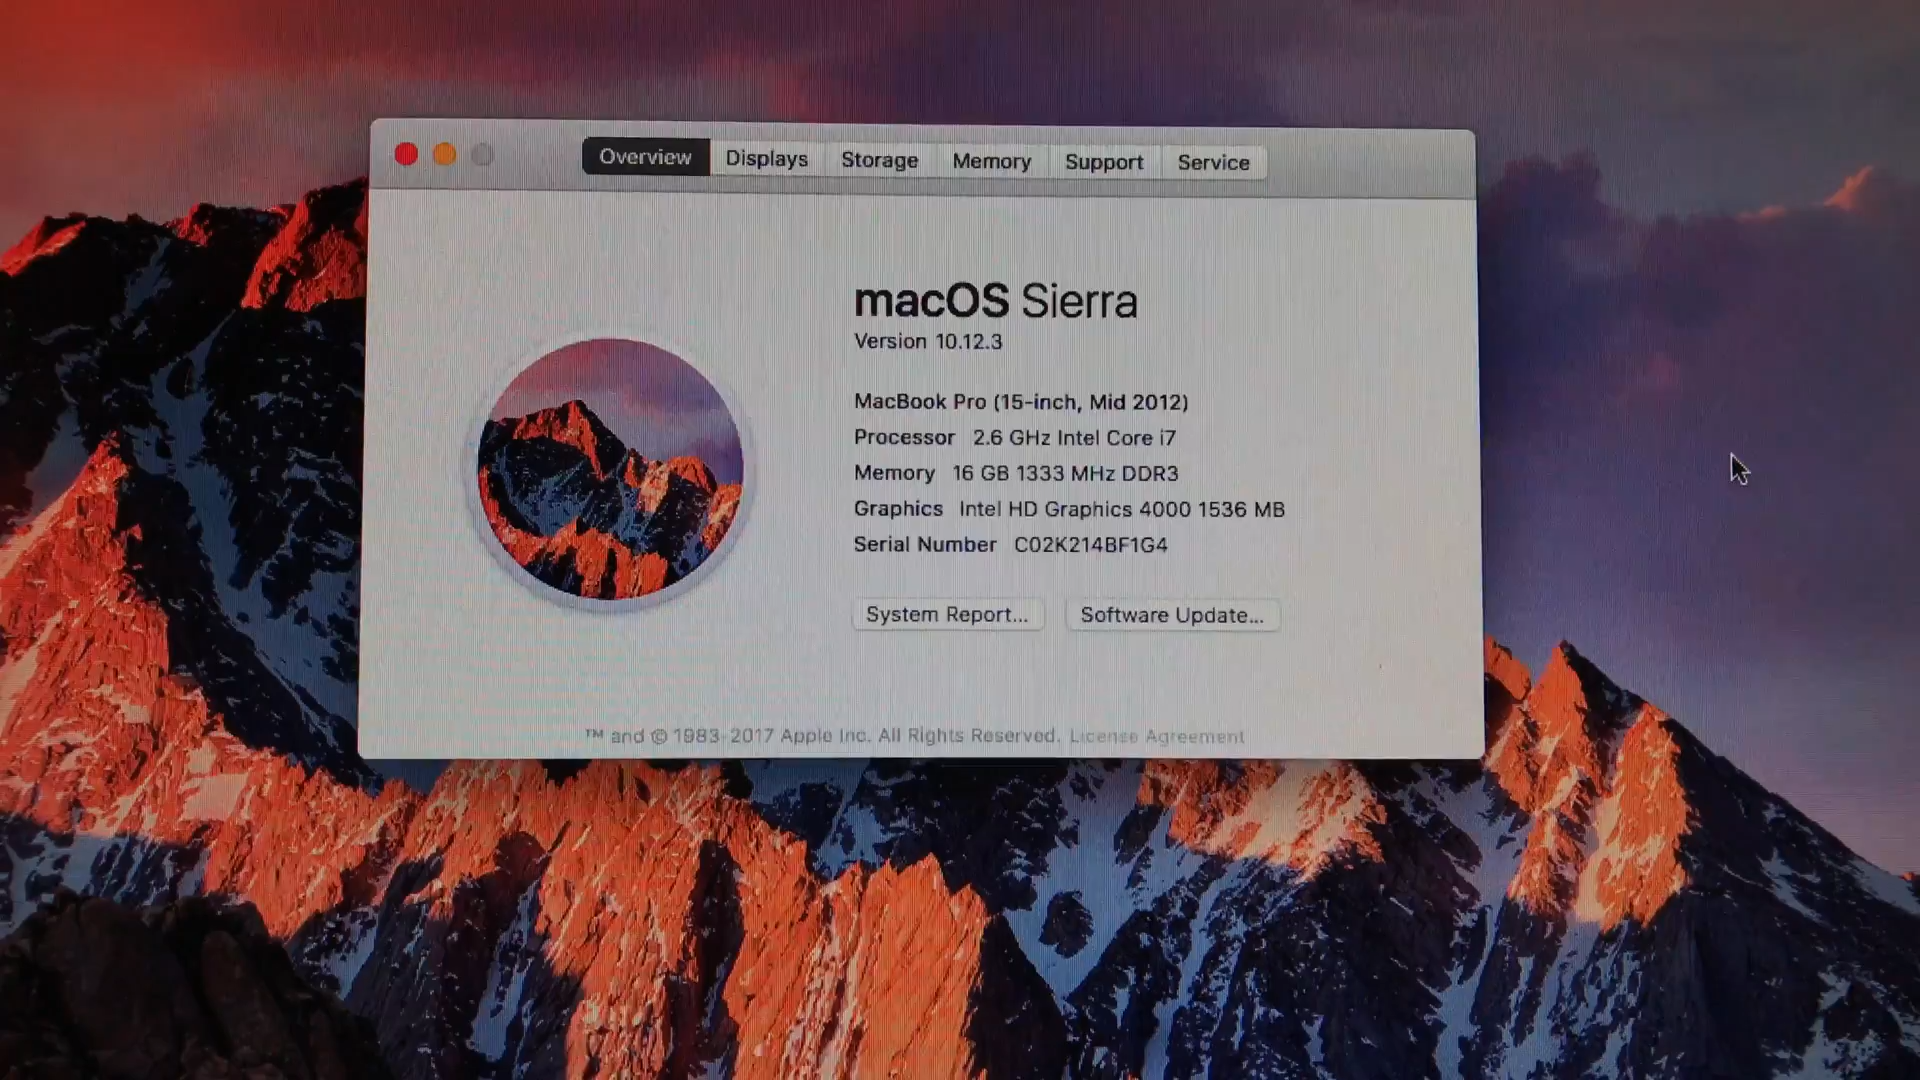 Overview Displays Storage Memory Support Service
macOS Sierra
Version 10.12.3
MacBook Pro (15-inch, Mid 2012)
Processor 2.6 GHz Intel Core i7
Memory 16 GB 1333 MHz DDR3
Graphics Intel HD Graphics 4000 1536 MB
Serial Number C02K214BF1G4
System Report... Software Update...
™ and © 1983-2017 Apple Inc. All Rights Reserved. License Agreement